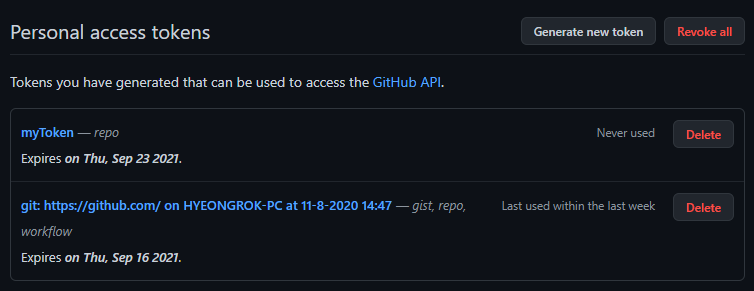 Personal access tokens
Generate new token
Revoke all
Tokens you have generated that can be used to access the GitHub API.
myToken — repo
Never used
Delete
Expires on Thu, Sep 23 2021.
git: https://github.com/ on HYEONGROK-PC at 11-8-2020 14:47 — gist, repo,
workflow
Last used within the last week
Delete
Expires on Thu, Sep 16 2021.